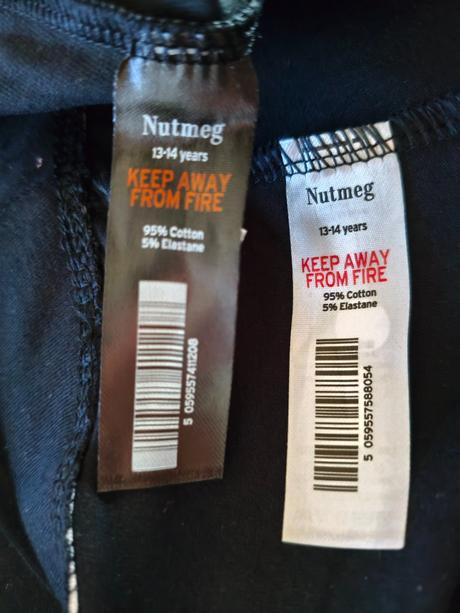 Nutmeg
13-14 years
KEEP AWAY
FROM FIRE
95% Cotton
5% Elastane
5 059557411208
Nutmeg
13-14 years
KEEP AWAY
FROM FIRE
95% Cotton
5% Elastane
5 059557588054